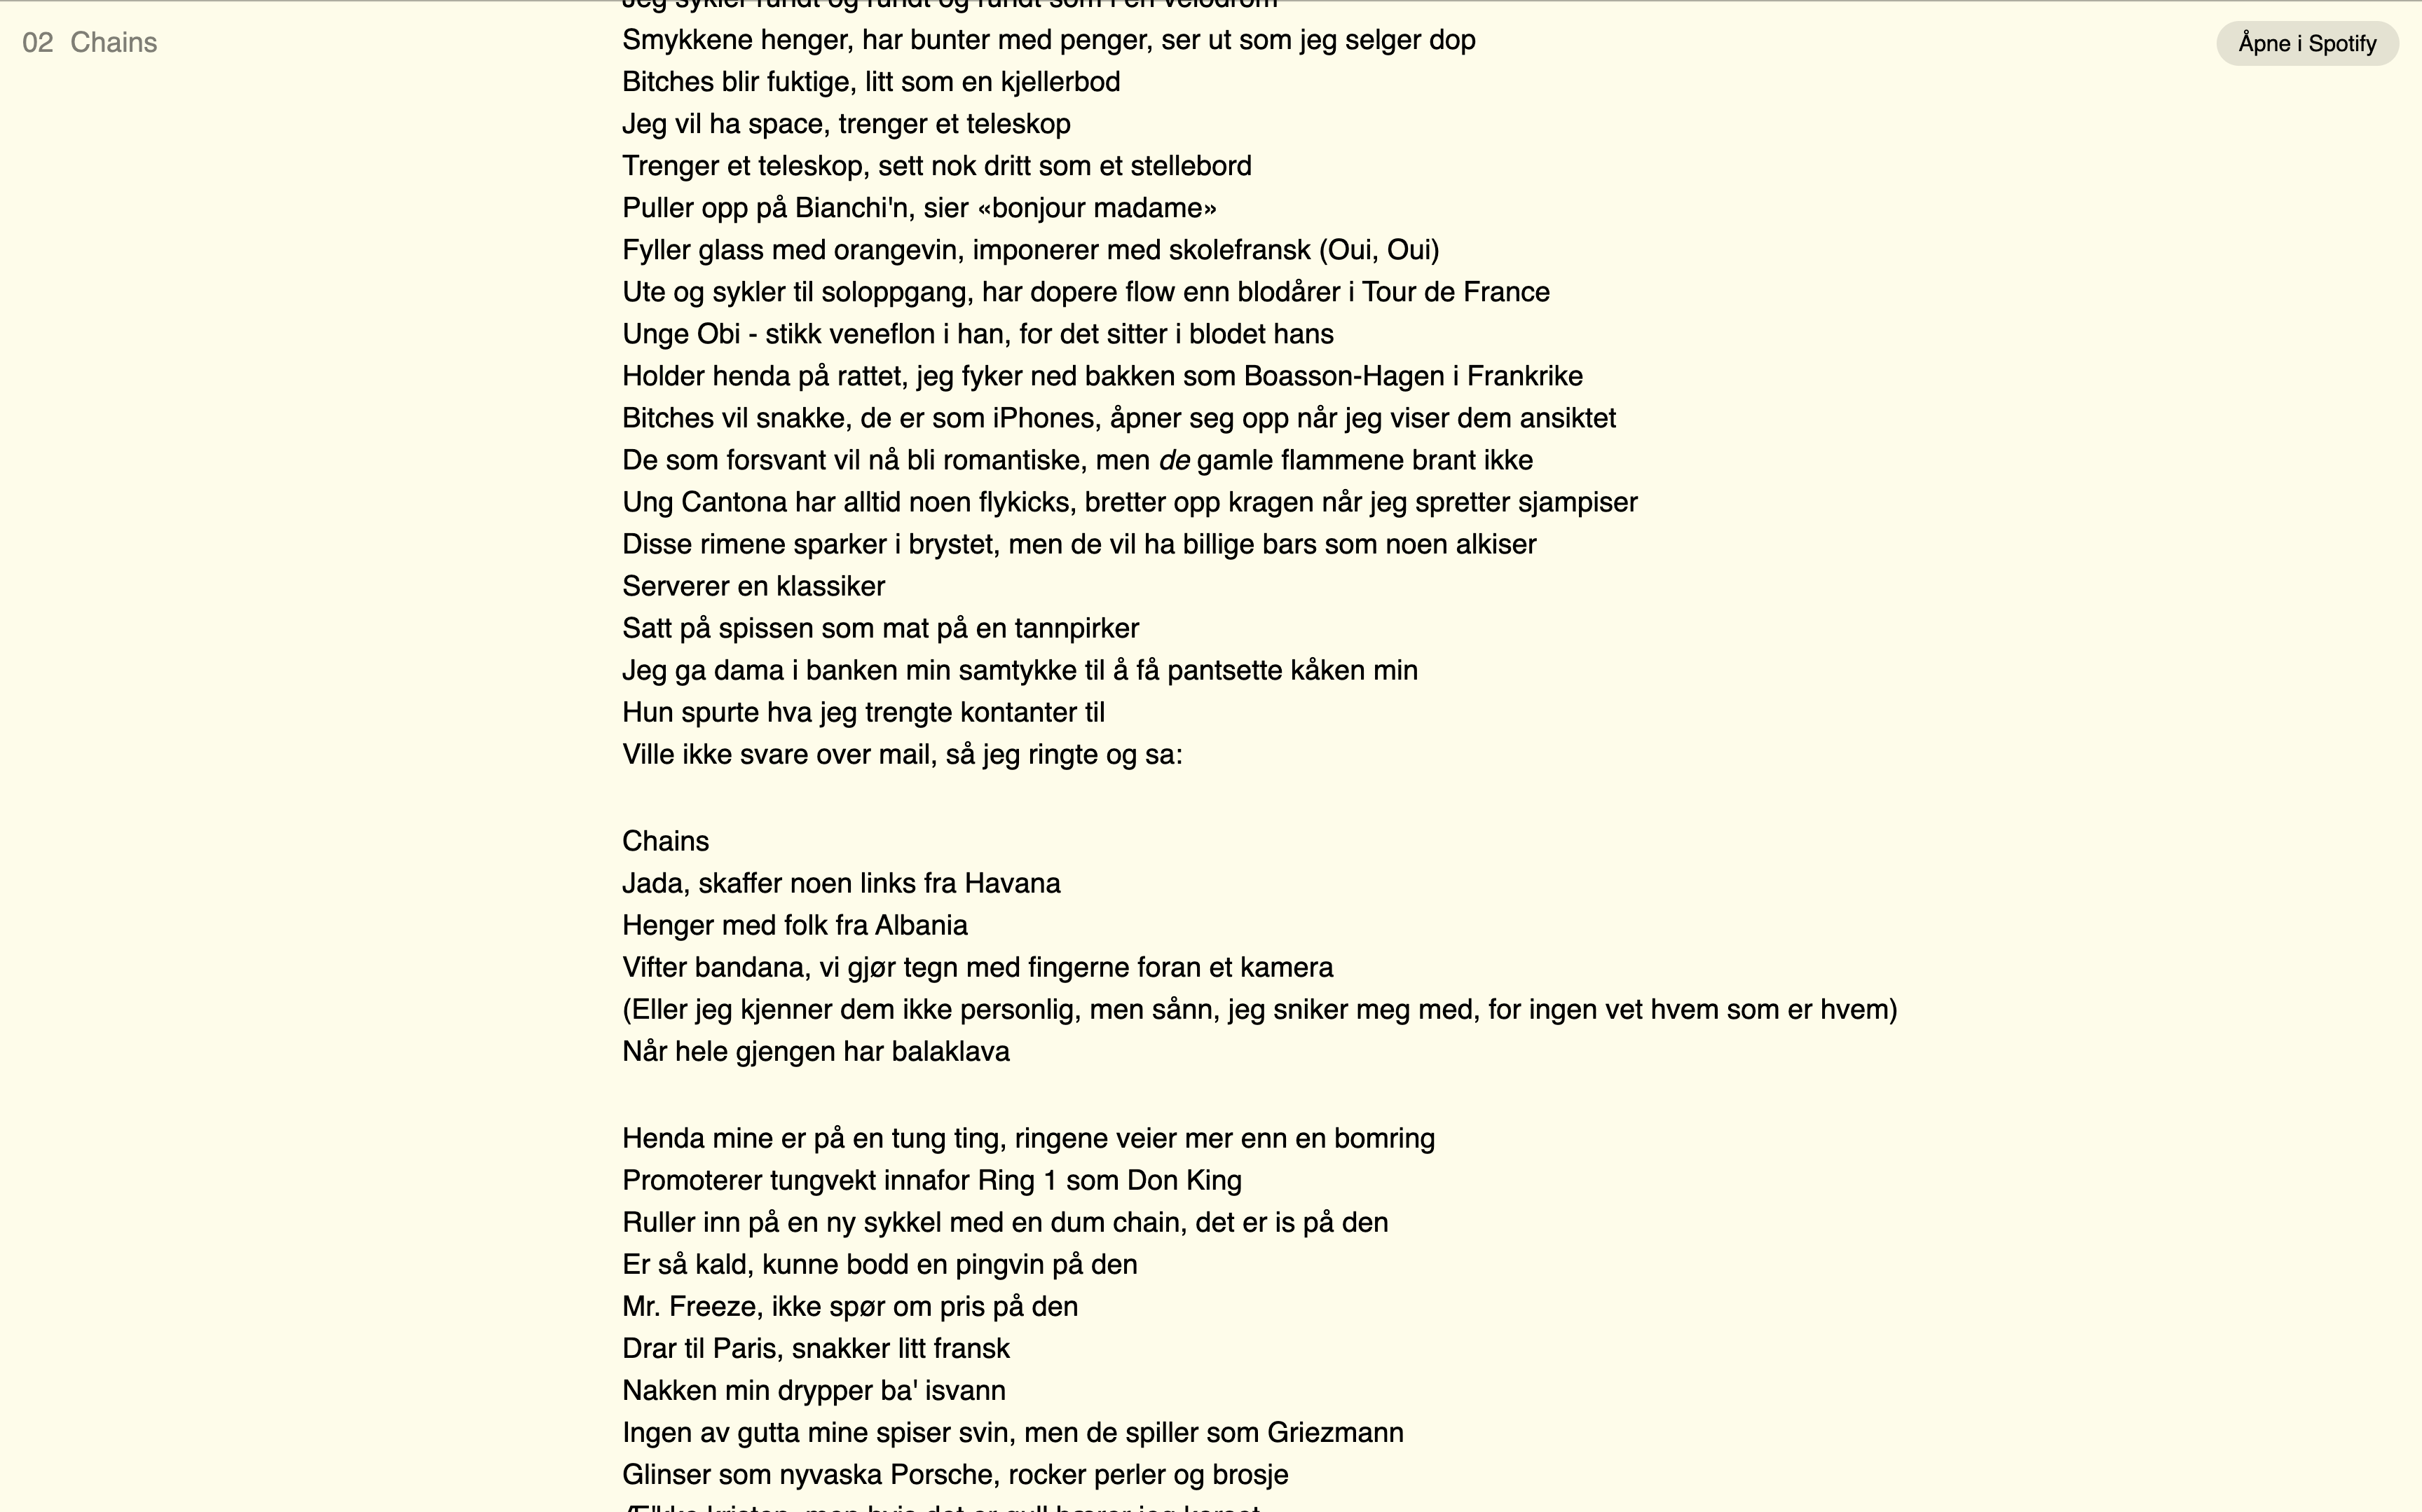 02 Chains
Åpne i Spotify
Jeg sykler rundt og rundt og rundt som i en velodrom
Smykkene henger, har bunter med penger, ser ut som jeg selger dop
Bitches blir fuktige, litt som en kjellerbod
Jeg vil ha space, trenger et teleskop
Trenger et teleskop, sett nok dritt som et stellebord
Puller opp på Bianchi'n, sier «bonjour madame»
Fyller glass med orangevin, imponerer med skolefransk (Oui, Oui)
Ute og sykler til soloppgang, har dopere flow enn blodårer i Tour de France
Unge Obi - stikk veneflon i han, for det sitter i blodet hans
Holder henda på rattet, jeg fyker ned bakken som Boasson-Hagen i Frankrike
Bitches vil snakke, de er som iPhones, åpner seg opp når jeg viser dem ansiktet
De som forsvant vil nå bli romantiske, men de gamle flammene brant ikke
Ung Cantona har alltid noen flykicks, bretter opp kragen når jeg spretter sjampiser
Disse rimene sparker i brystet, men de vil ha billige bars som noen alkiser
Serverer en klassiker
Satt på spissen som mat på en tannpirker
Jeg ga dama i banken min samtykke til å få pantsette kåken min
Hun spurte hva jeg trengte kontanter til
Ville ikke svare over mail, så jeg ringte og sa:
Chains
Jada, skaffer noen links fra Havana
Henger med folk fra Albania
Vifter bandana, vi gjør tegn med fingerne foran et kamera
(Eller jeg kjenner dem ikke personlig, men sånn, jeg sniker meg med, for ingen vet hvem som er hvem)
Når hele gjengen har balaklava
Henda mine er på en tung ting, ringene veier mer enn en bomring
Promoterer tungvekt innafor Ring 1 som Don King
Ruller inn på en ny sykkel med en dum chain, det er is på den
Er så kald, kunne bodd en pingvin på den
Mr. Freeze, ikke spør om pris på den
Drar til Paris, snakker litt fransk
Nakken min drypper ba' isvann
Ingen av gutta mine spiser svin, men de spiller som Griezmann
Glinser som nyvaska Porsche, rocker perler og brosje